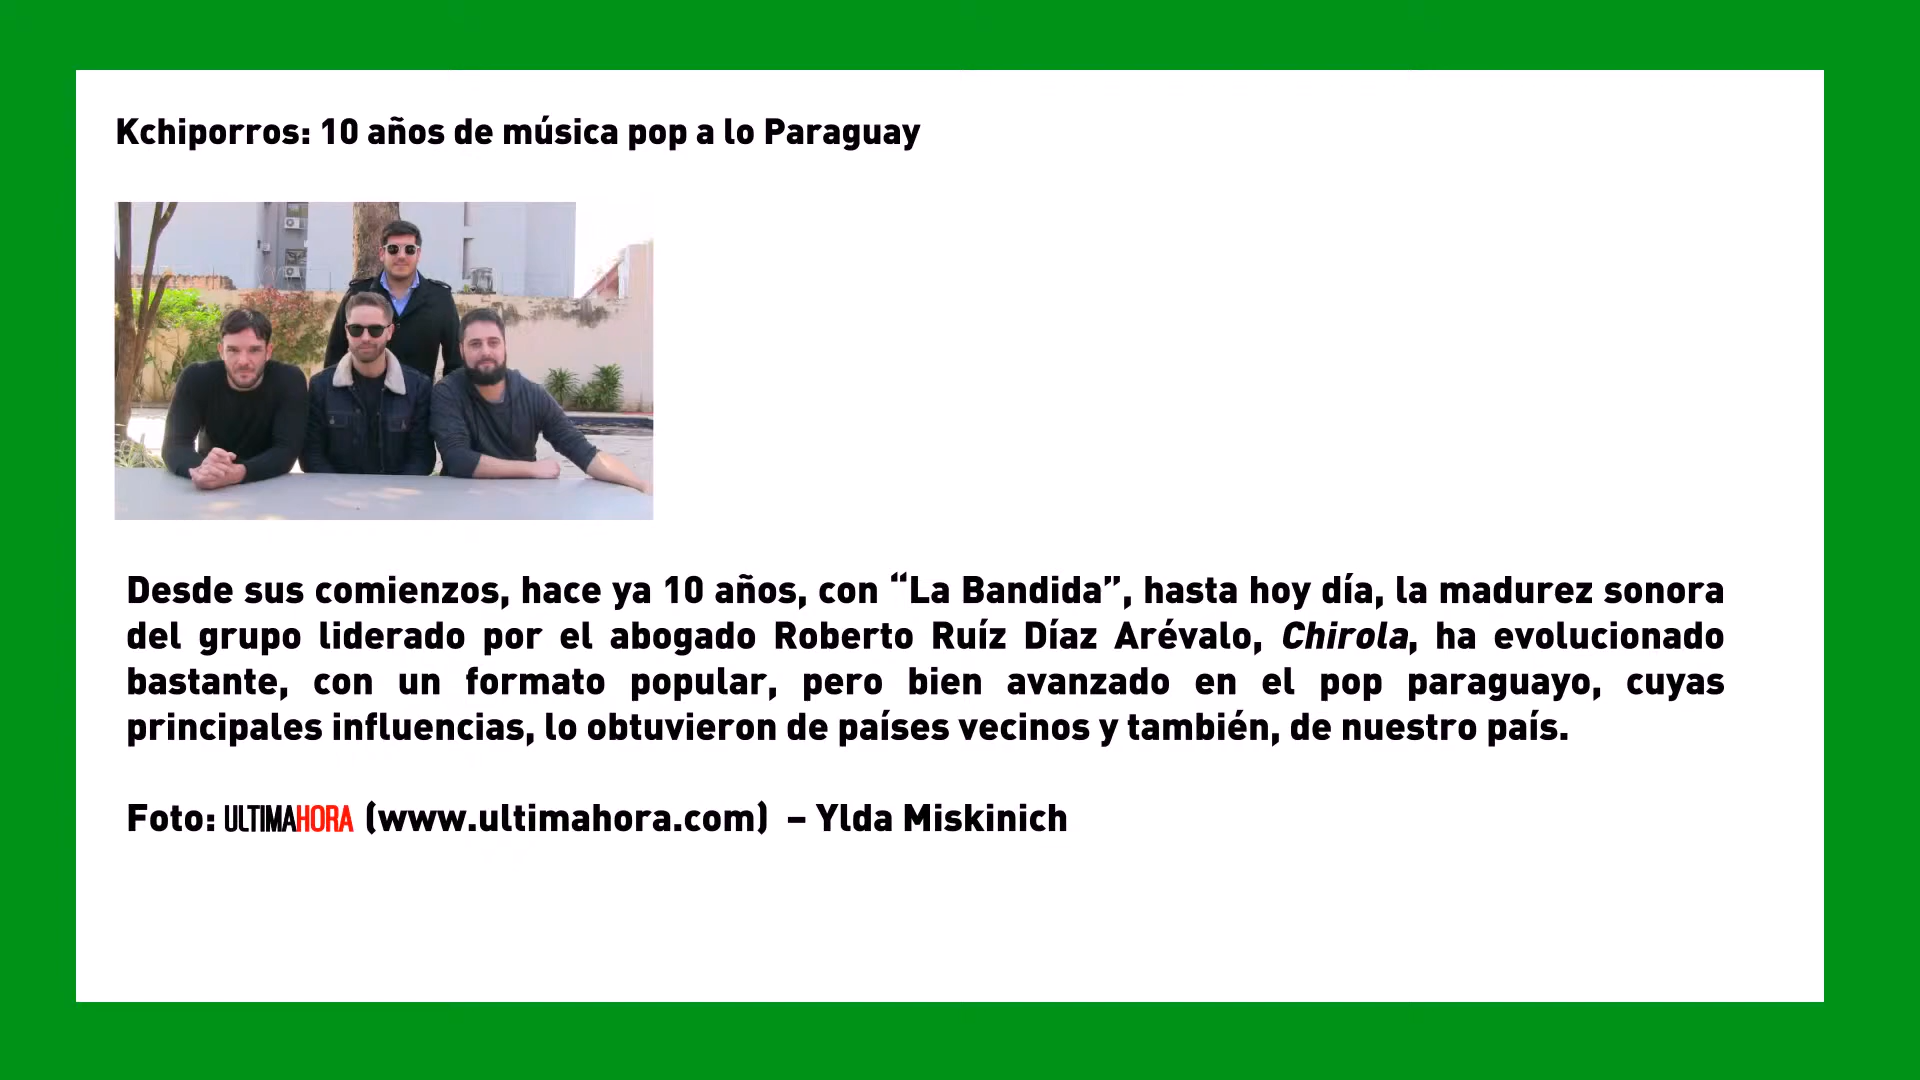 Kchiporros: 10 años de música pop a lo Paraguay
Desde sus comienzos, hace ya 10 años, con “La Bandida”, hasta hoy día, la madurez sonora
del grupo liderado por el abogado Roberto Ruíz Díaz Arévalo, Chirola, ha evolucionado
bastante, con un formato popular, pero bien avanzado en el pop paraguayo, cuyas
principales influencias, lo obtuvieron de países vecinos y también, de nuestro país.
Foto: ULTIMAHORA (www.ultimahora.com) – Ylda Miskinich